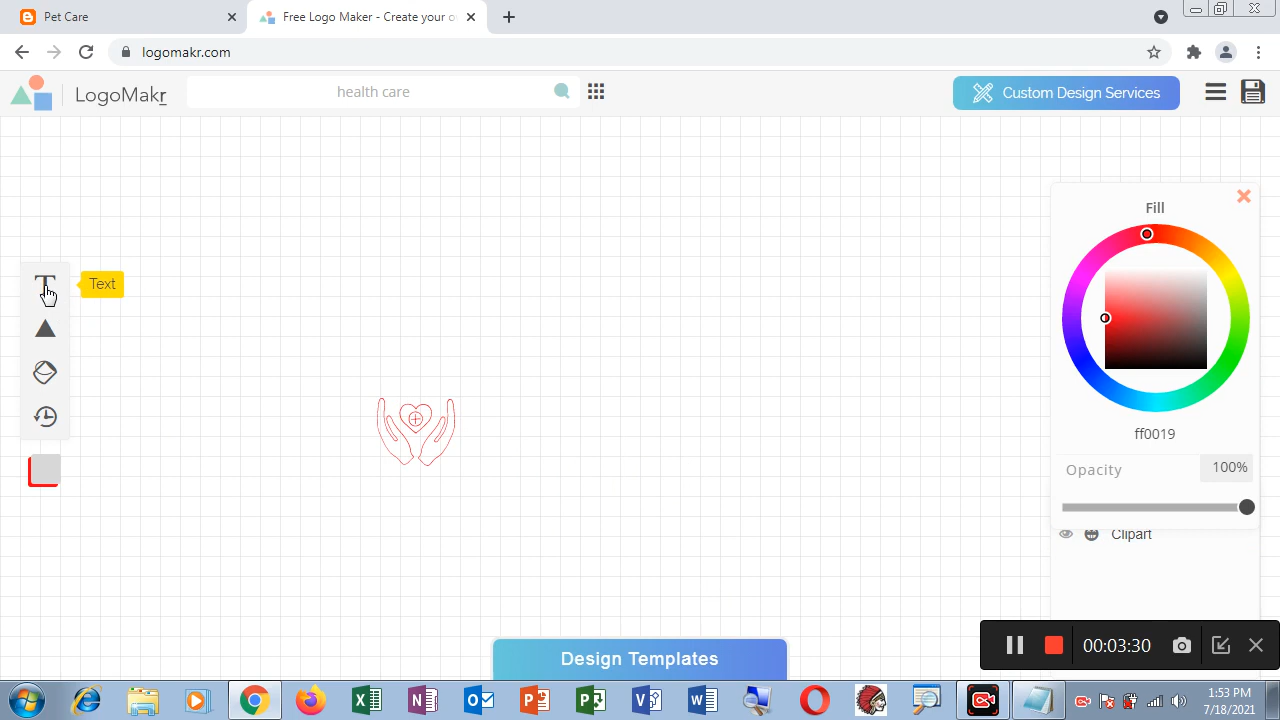 Pet Care
Free Logo Maker - Create your o
logomakr.com
LogoMakr
health care
Custom Design Services
Text
Fill
ff0019
Opacity
100%
Clipart
Design Templates
00:03:30
1:53 PM
7/18/2021